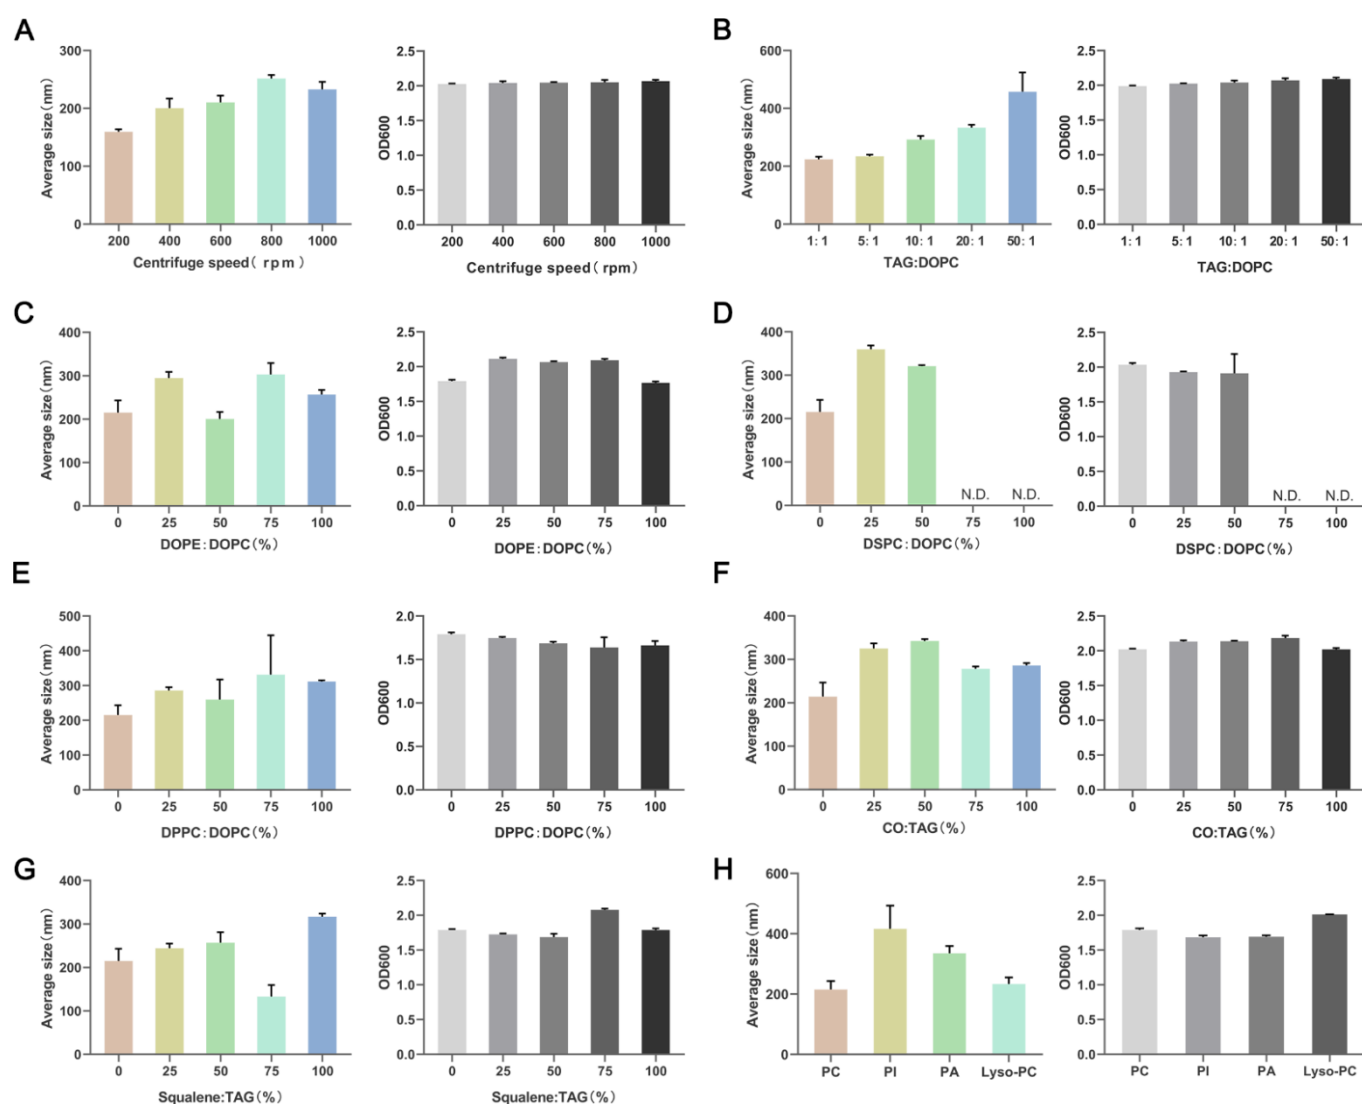 A
Average size(nm)
300
200
100
0
200 400 600 800 1000
Centrifuge speed( rpm)
OD600
2.5
2.0
1.5
1.0
0.5
0.0
200 400 600 800 1000
Centrifuge speed( rpm)
B
Average size(nm)
600
400
200
0
1: 1 5: 1 10: 1 20: 1 50: 1
TAG:DOPC
OD600
2.5
2.0
1.5
1.0
0.5
0.0
1: 1 5: 1 10: 1 20: 1 50: 1
TAG:DOPC
C
Average size(nm)
400
300
200
100
0
0 25 50 75 100
DOPE:DOPC(%)
OD600
2.5
2.0
1.5
1.0
0.5
0.0
0 25 50 75 100
DOPE:DOPC(%)
D
Average size(nm)
400
300
200
100
0
N.D. N.D.
0 25 50 75 100
DSPC:DOPC(%)
OD600
2.5
2.0
1.5
1.0
0.5
0.0
N.D. N.D.
0 25 50 75 100
DSPC:DOPC(%)
E
Average size(nm)
500
400
300
200
100
0
0 25 50 75 100
DPPC:DOPC(%)
OD600
2.0
1.5
1.0
0.5
0.0
0 25 50 75 100
DPPC:DOPC(%)
F
Average size(nm)
400
300
200
100
0
0 25 50 75 100
CO:TAG(%)
OD600
2.5
2.0
1.5
1.0
0.5
0.0
0 25 50 75 100
CO:TAG(%)
G
Average size(nm)
400
300
200
100
0
0 25 50 75 100
Squalene:TAG(%)
OD600
2.5
2.0
1.5
1.0
0.5
0.0
0 25 50 75 100
Squalene:TAG(%)
H
Average size(nm)
600
400
200
0
PC PI PA Lyso-PC
OD600
2.5
2.0
1.5
1.0
0.5
0.0
PC PI PA Lyso-PC